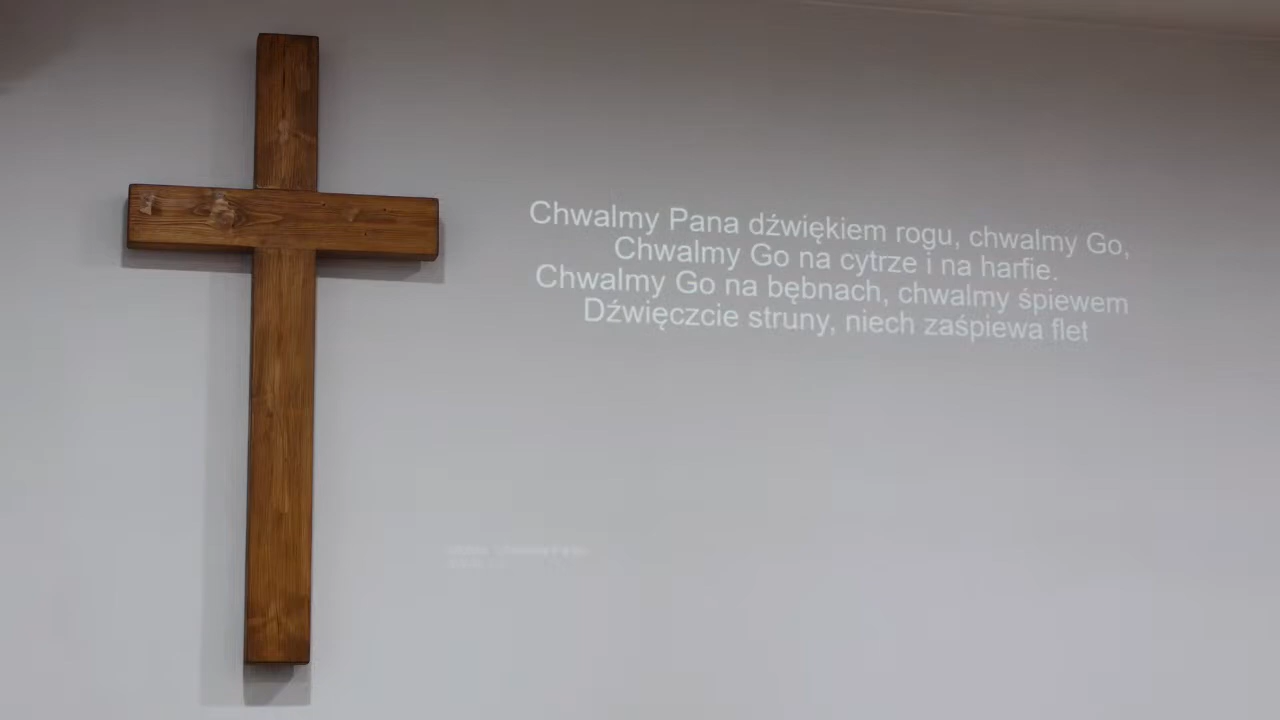 Chwalmy Pana dźwiękiem rogu, chwalmy Go,
Chwalmy Go na cytrze i na harfie.
Chwalmy Go na bębnach, chwalmy śpiewem
Dźwięczcie struny, niech zaśpiewa flet